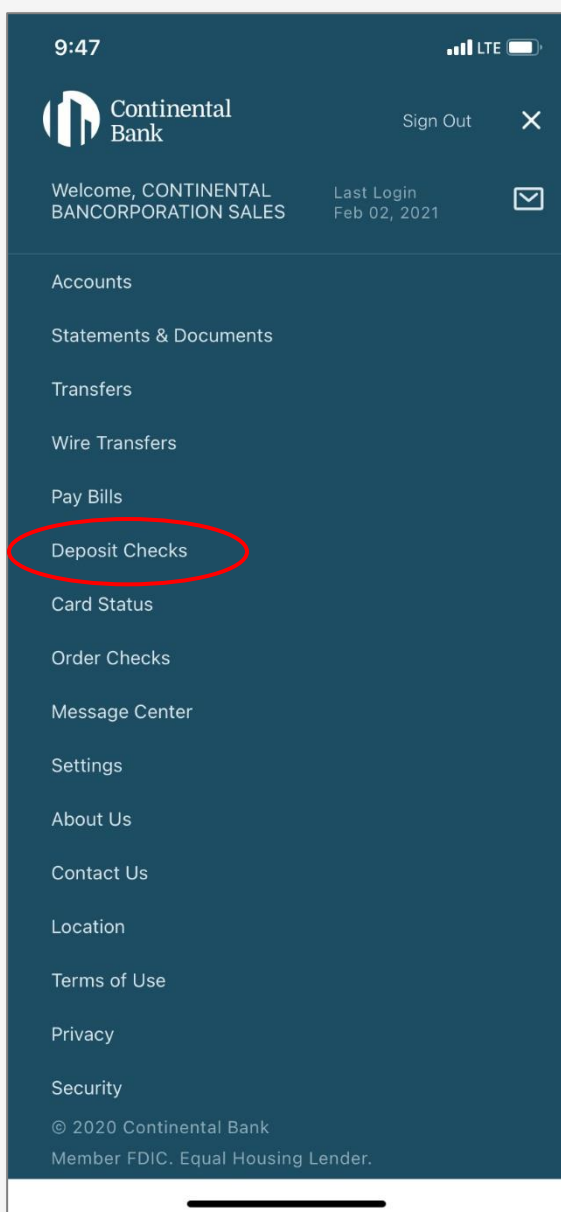 9:47 LTE
Continental
Bank
Sign Out
Welcome, CONTINENTAL
BANCORPORATION SALES
Last Login
Feb 02, 2021
Accounts
Statements & Documents
Transfers
Wire Transfers
Pay Bills
Deposit Checks
Card Status
Order Checks
Message Center
Settings
About Us
Contact Us
Location
Terms of Use
Privacy
Security
© 2020 Continental Bank
Member FDIC. Equal Housing Lender.